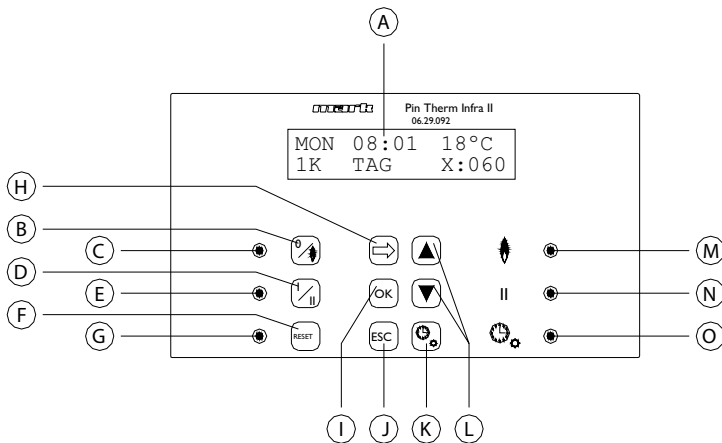 A
mark Pin Therm Infra II
06.29.092
MON 08:01 18°C
1K TAG X:060
H
B
C
D
E
F
G
0/
I/II
RESET
OK
ESC
II
M
N
O
I
J
K
L